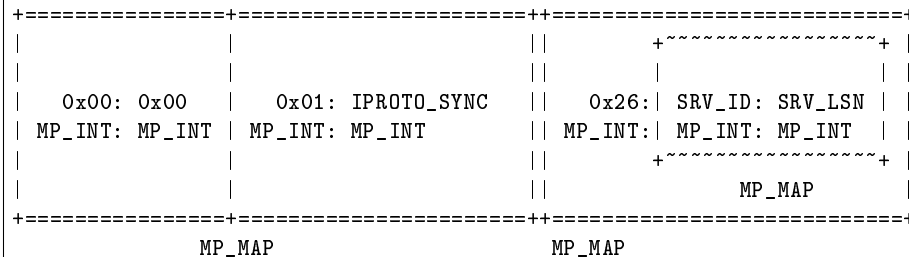 +================+=======================++============================+
| | || +~~~~~~~~~~~~~~~~~+ |
| | || | | |
| 0x00: 0x00 | 0x01: IPROTO_SYNC || 0x26:| SRV_ID: SRV_LSN | |
| MP_INT: MP_INT | MP_INT: MP_INT || MP_INT:| MP_INT: MP_INT | |
| | || +~~~~~~~~~~~~~~~~~+ |
| | || MP_MAP |
+================+=======================++============================+
MP_MAP MP_MAP